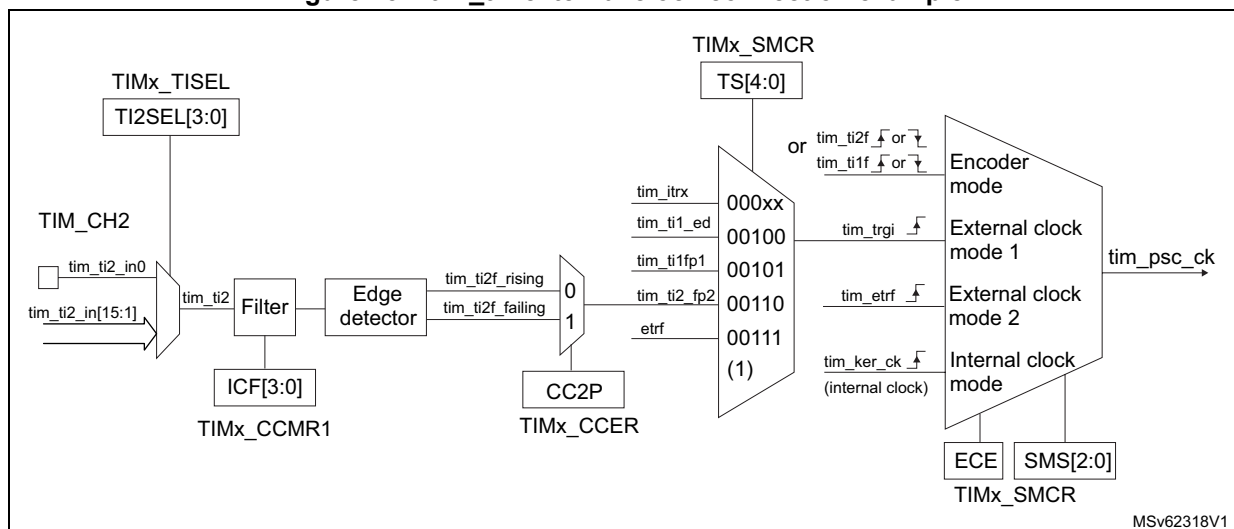 TIMx_SMCR
TS[4:0]
TIMx_TISEL
TI2SEL[3:0]
TIM_CH2
tim_ti2_in0
tim_ti2_in[15:1]
tim_ti2
Filter
ICF[3:0]
TIMx_CCMR1
Edge
detector
tim_ti2f_rising
tim_ti2f_failing
0
1
CC2P
TIMx_CCER
tim_itrx
tim_ti1_ed
tim_ti1fp1
tim_ti2_fp2
etrf
000xx
00100
00101
00110
00111
(1)
or
tim_ti2f or
tim_ti1f or
Encoder
mode
tim_trgi
External clock
mode 1
tim_etrf
External clock
mode 2
tim_ker_ck
(internal clock)
Internal clock
mode
tim_psc_ck
ECE
SMS[2:0]
TIMx_SMCR
MSv62318V1